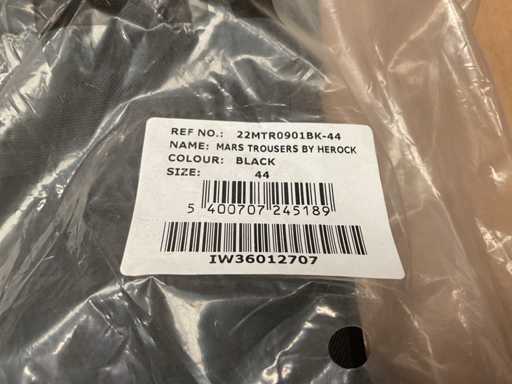 REF NO.: 22MTR0901BK-44
NAME: MARS TROUSERS BY HEROCK
COLOUR: BLACK
SIZE: 44
5 400707 245189
IW36012707